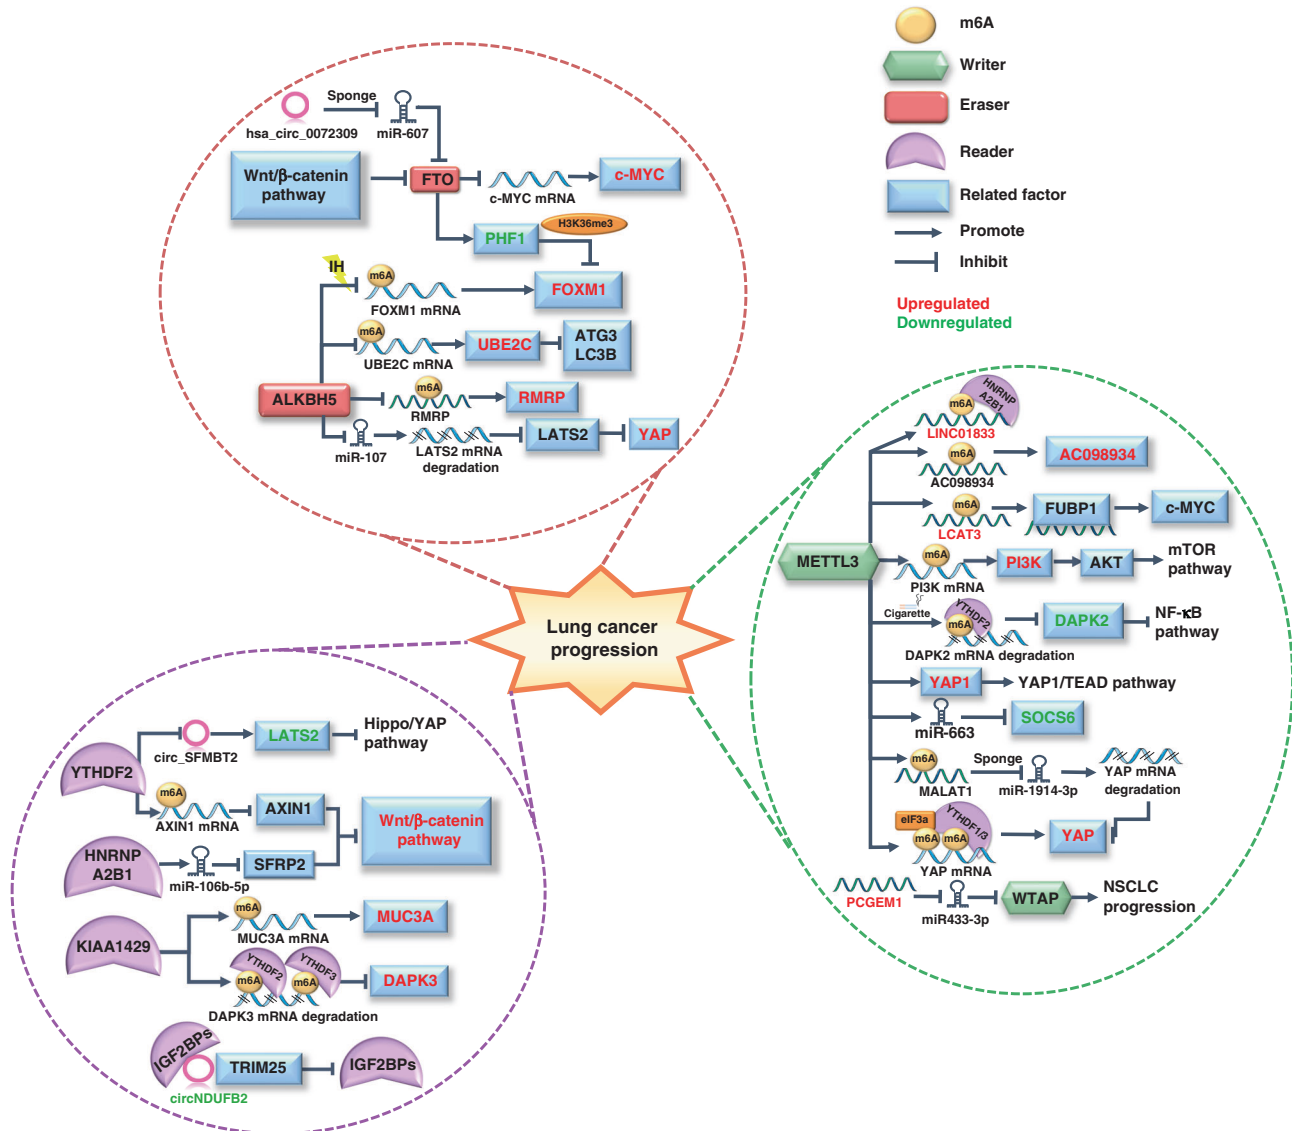 m6A
Writer
Eraser
Reader
Related factor
Promote
Inhibit
Upregulated
Downregulated
Sponge
hsa_circ_0072309
miR-607
Wnt/β-catenin
pathway
FTO
c-MYC mRNA
c-MYC
PHF1
H3K36me3
IH
m6A
FOXM1 mRNA
FOXM1
m6A
UBE2C mRNA
UBE2C
ATG3
LC3B
ALKBH5
m6A
RMRP
RMRP
miR-107
LATS2 mRNA
degradation
LATS2
YAP
Lung cancer
progression
METTL3
HNRNP
A2B1
m6A
LINC01833
m6A
AC098934
AC098934
m6A
LCAT3
FUBP1
c-MYC
m6A
PI3K mRNA
PI3K
AKT
mTOR
pathway
Cigarette
YTHDF2
m6A
DAPK2 mRNA degradation
DAPK2
NF-κB
pathway
YAP1
YAP1/TEAD pathway
miR-663
SOCS6
m6A
MALAT1
Sponge
miR-1914-3p
YAP mRNA
degradation
eIF3a
YTHDF1/3
m6A
m6A
YAP mRNA
YAP
PCGEM1
miR433-3p
WTAP
NSCLC
progression
YTHDF2
circ_SFMBT2
LATS2
Hippo/YAP
pathway
m6A
AXIN1 mRNA
AXIN1
Wnt/β-catenin
pathway
HNRNP
A2B1
miR-106b-5p
SFRP2
KIAA1429
m6A
MUC3A mRNA
MUC3A
YTHDF2
m6A
YTHDF3
m6A
DAPK3 mRNA degradation
DAPK3
IGF2BPs
circNDUFB2
TRIM25
IGF2BPs